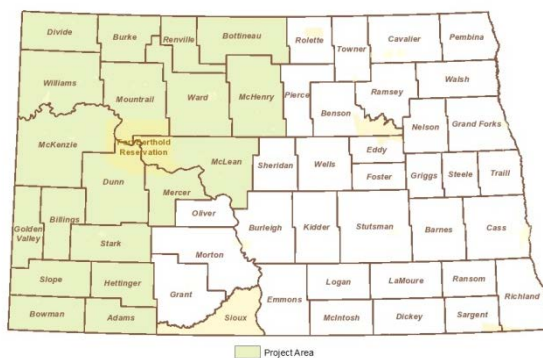 Divide
Burke
Renville
Bottineau
Rolette
Towner
Cavalier
Pembina
Williams
Mountrail
Ward
McHenry
Pierce
Benson
Ramsey
Walsh
Nelson
Grand Forks
McKenzie
Reservation
McLean
Sheridan
Wells
Eddy
Foster
Griggs
Steele
Traill
Dunn
Mercer
Oliver
Golden
Valley
Billings
Stark
Burleigh
Kidder
Stutsman
Barnes
Cass
Morton
Slope
Hettinger
Grant
Logan
LaMoure
Ransom
Richland
Bowman
Adams
Sioux
Emmons
McIntosh
Dickey
Sargent
Project Area